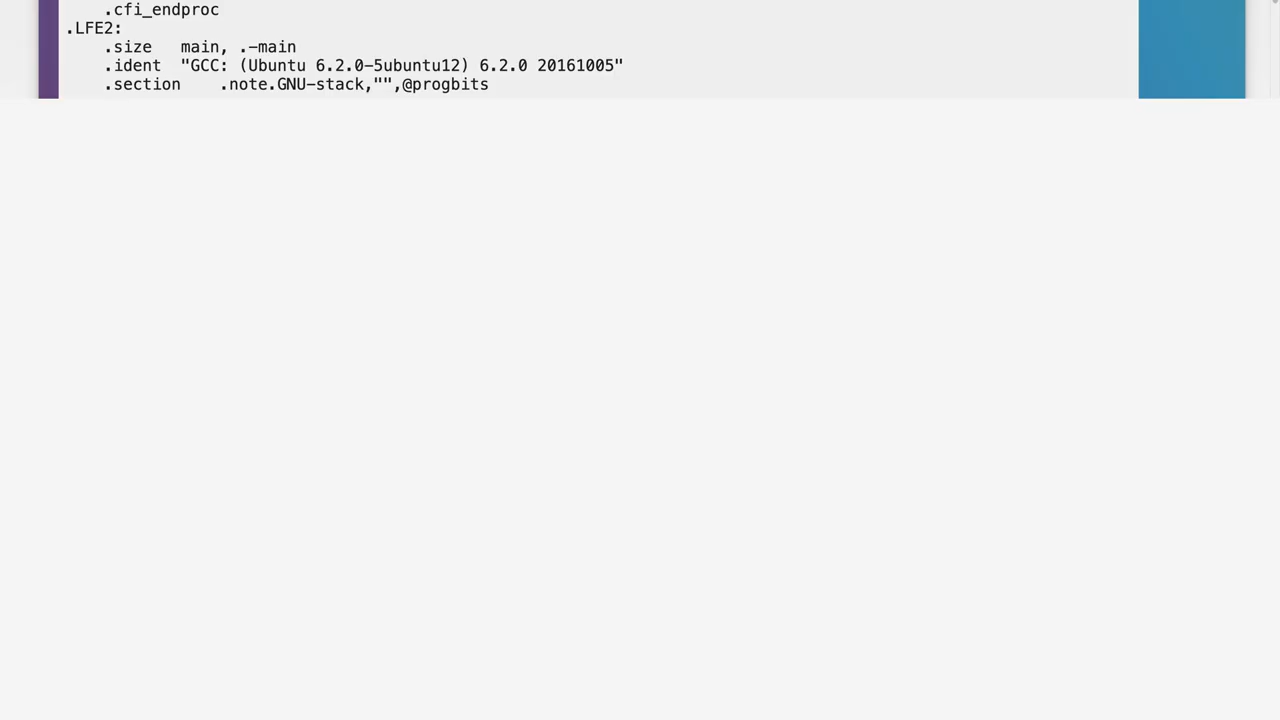 .cfi_endproc
.LFE2:
.size main, .-main
.ident "GCC: (Ubuntu 6.2.0-5ubuntu12) 6.2.0 20161005"
.section .note.GNU-stack,"",@progbits